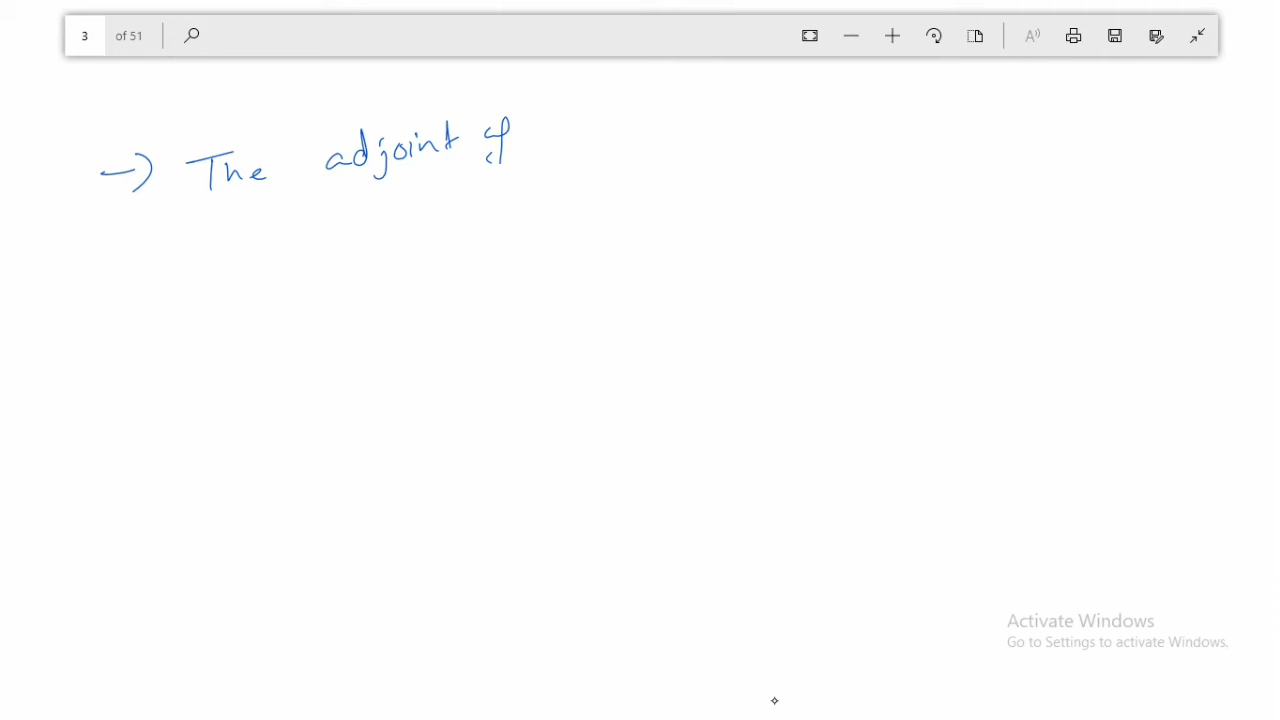 3 of 51
→ The adjoint of
Activate Windows
Go to Settings to activate Windows.